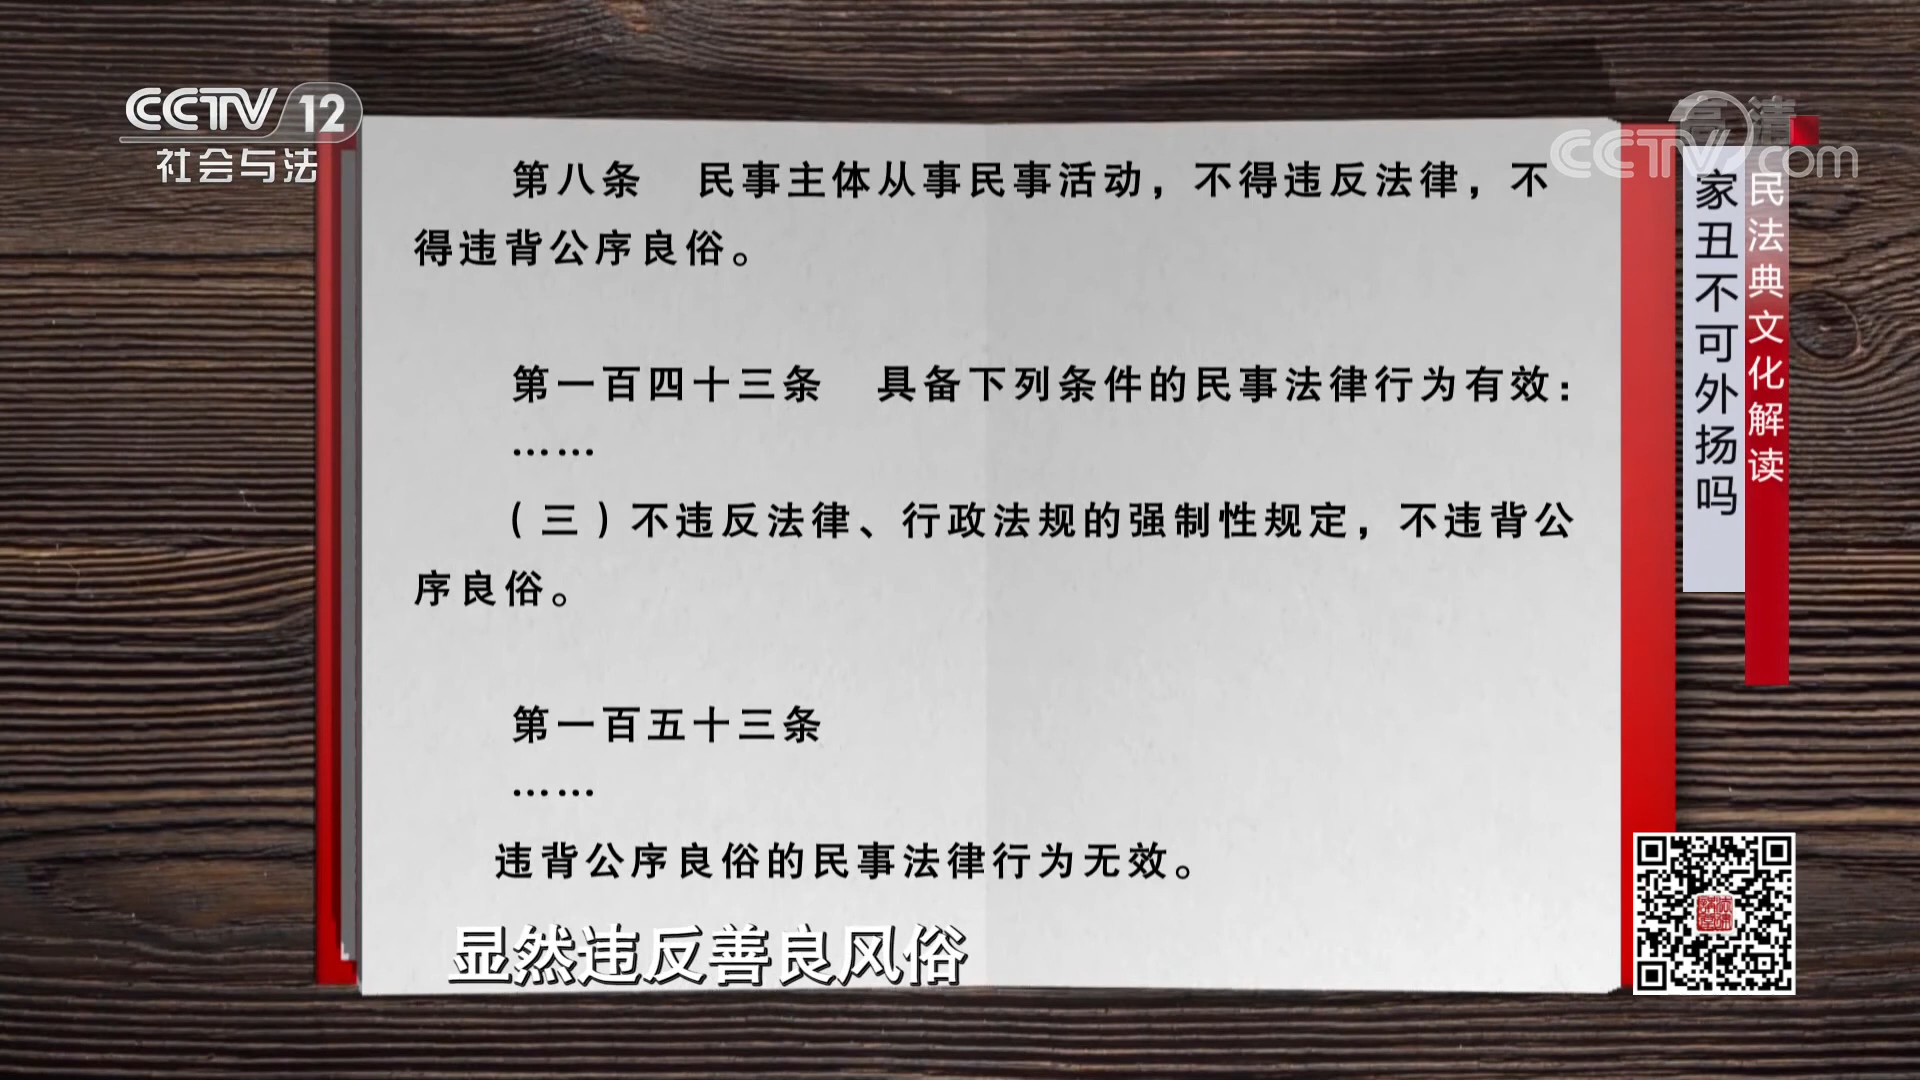 CCTV 12
社会与法
高清
CCTV.com
第八条 民事主体从事民事活动，不得违反法律，不
得违背公序良俗。
第一百四十三条 具备下列条件的民事法律行为有效：
……
（三）不违反法律、行政法规的强制性规定，不违背公
序良俗。
第一百五十三条
……
违背公序良俗的民事法律行为无效。
显然违反善良风俗
民法典文化解读
家丑不可外扬吗